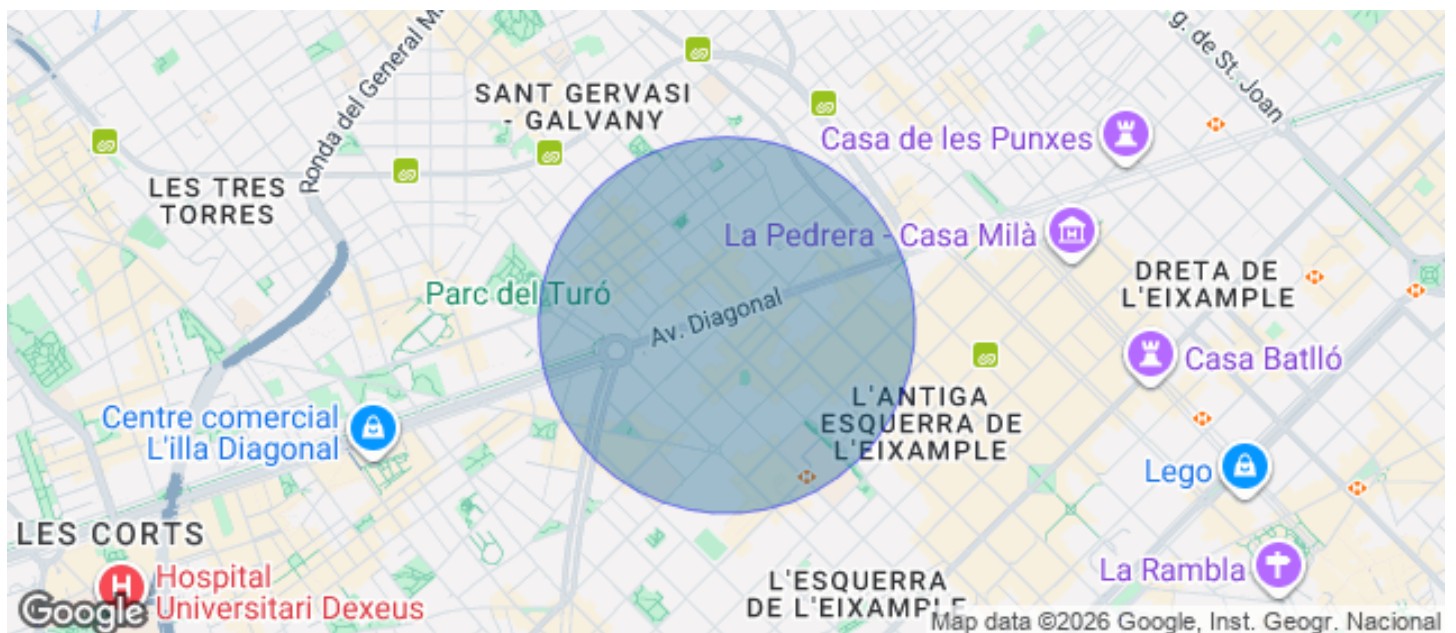 g. de St. Joan
Ronda del General Mi
SANT GERVASI
- GALVANY
Casa de les Punxes
LES TRES
TORRES
La Pedrera - Casa Milà
DRETA DE
L'EIXAMPLE
Parc del Turó
Av. Diagonal
Casa Batlló
Centre comercial
L'illa Diagonal
L'ANTIGA
ESQUERRA DE
L'EIXAMPLE
Lego
LES CORTS
H
Hospital
Universitari Dexeus
La Rambla
L'ESQUERRA
DE L'EIXAMPLE
Google
Map data ©2026 Google, Inst. Geogr. Nacional